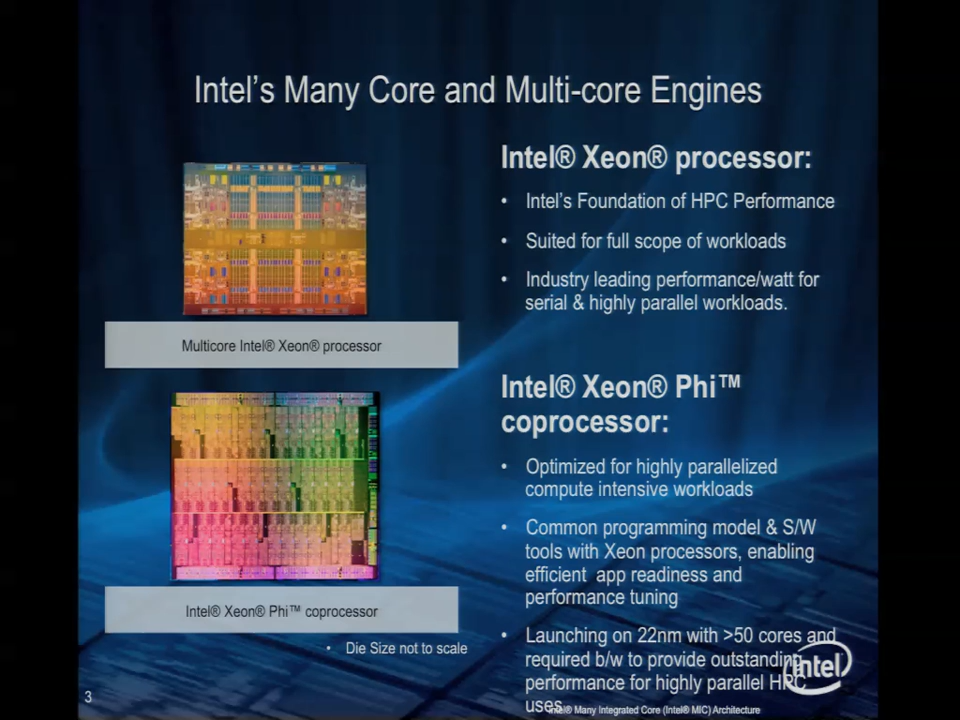 Intel's Many Core and Multi-core Engines
Intel® Xeon® processor:
• Intel's Foundation of HPC Performance
• Suited for full scope of workloads
• Industry leading performance/watt for
serial & highly parallel workloads.
Multicore Intel® Xeon® processor
Intel® Xeon® Phi™
coprocessor:
• Optimized for highly parallelized
compute intensive workloads
• Common programming model & S/W
tools with Xeon processors, enabling
efficient app readiness and
performance tuning
• Launching on 22nm with >50 cores and
required b/w to provide outstanding
performance for highly parallel HPC
uses
Intel® Xeon® Phi™ coprocessor
• Die Size not to scale
intel
3
Intel® Many Integrated Core (Intel® MIC) Architecture